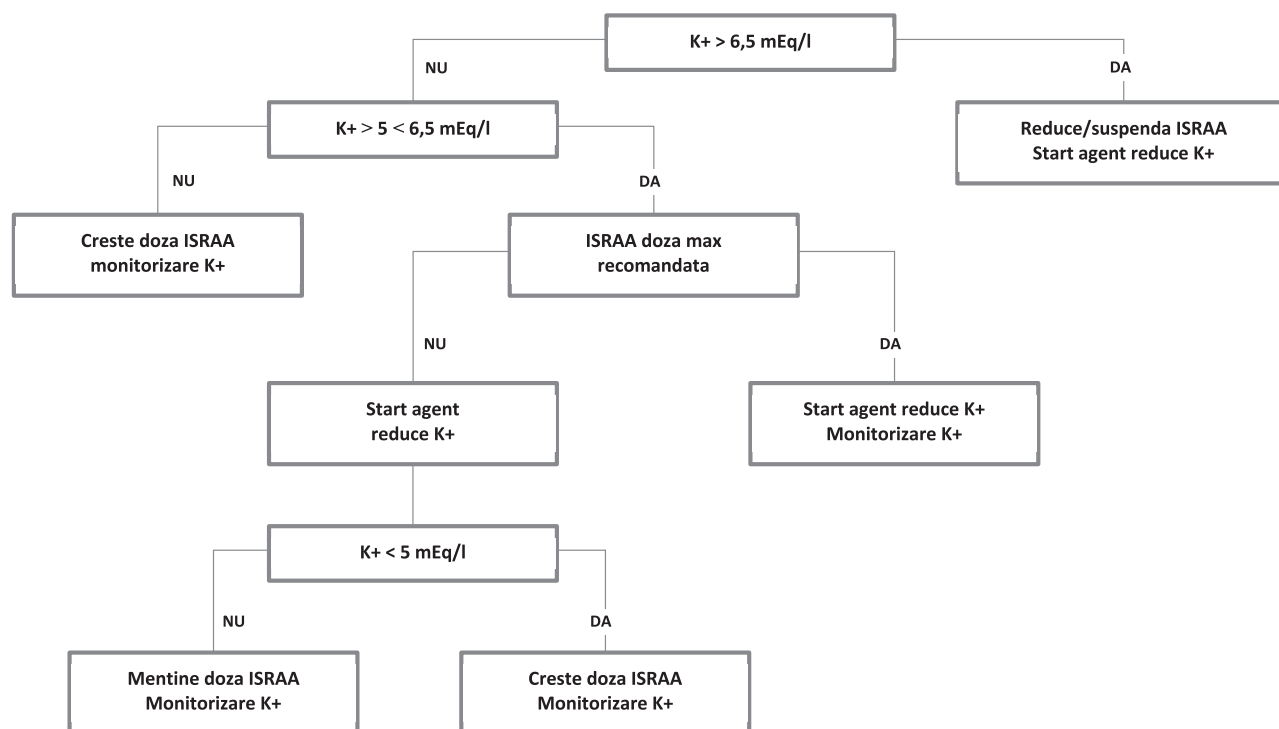 K+ > 6,5 mEq/l
NU
DA
K+ > 5 < 6,5 mEq/l
Reduce/suspenda ISRAA
Start agent reduce K+
NU
DA
Creste doza ISRAA
monitorizare K+
ISRAA doza max
recomandata
NU
DA
Start agent
reduce K+
Start agent reduce K+
Monitorizare K+
K+ < 5 mEq/l
NU
DA
Mentine doza ISRAA
Monitorizare K+
Creste doza ISRAA
Monitorizare K+